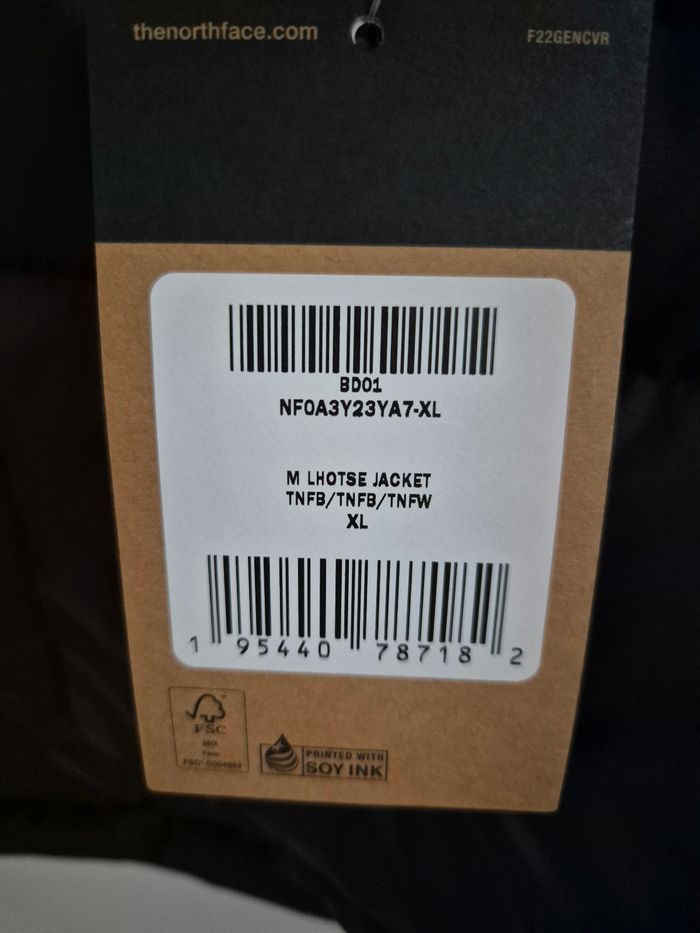 thenorthface.com F22GENCVR
BD01
NF0A3Y23YA7-XL
M LHOTSE JACKET
TNFB/TNFB/TNFW
XL
1 95440 78718 2
FSC
MIX
PRINTED WITH
SOY INK